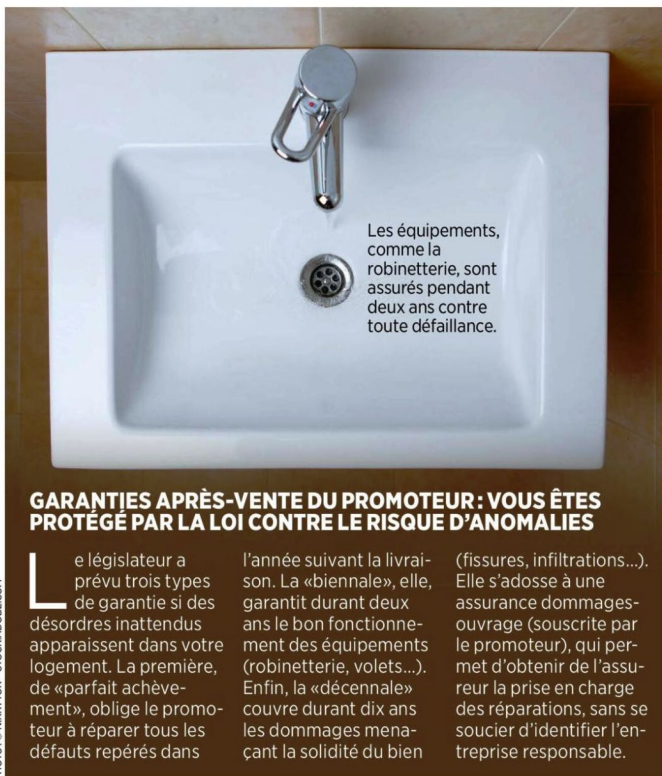 Les équipements,
comme la
robinetterie, sont
assurés pendant
deux ans contre
toute défaillance.
GARANTIES APRÈS-VENTE DU PROMOTEUR : VOUS ÊTES
PROTÉGÉ PAR LA LOI CONTRE LE RISQUE D'ANOMALIES
Le législateur a
prévu trois types
de garantie si des
désordres inattendus
apparaissent dans votre
logement. La première,
de «parfait achève-
ment», oblige le promo-
teur à réparer tous les
défauts repérés dans
l'année suivant la livrai-
son. La «biennale», elle,
garantit durant deux
ans le bon fonctionne-
ment des équipements
(robinetterie, volets...).
Enfin, la «décennale»
couvre durant dix ans
les dommages mena-
çant la solidité du bien
(fissures, infiltrations...).
Elle s'adosse à une
assurance dommages-
ouvrage (souscrite par
le promoteur), qui per-
met d'obtenir de l'assu-
reur la prise en charge
des réparations, sans se
soucier d'identifier l'en-
treprise responsable.